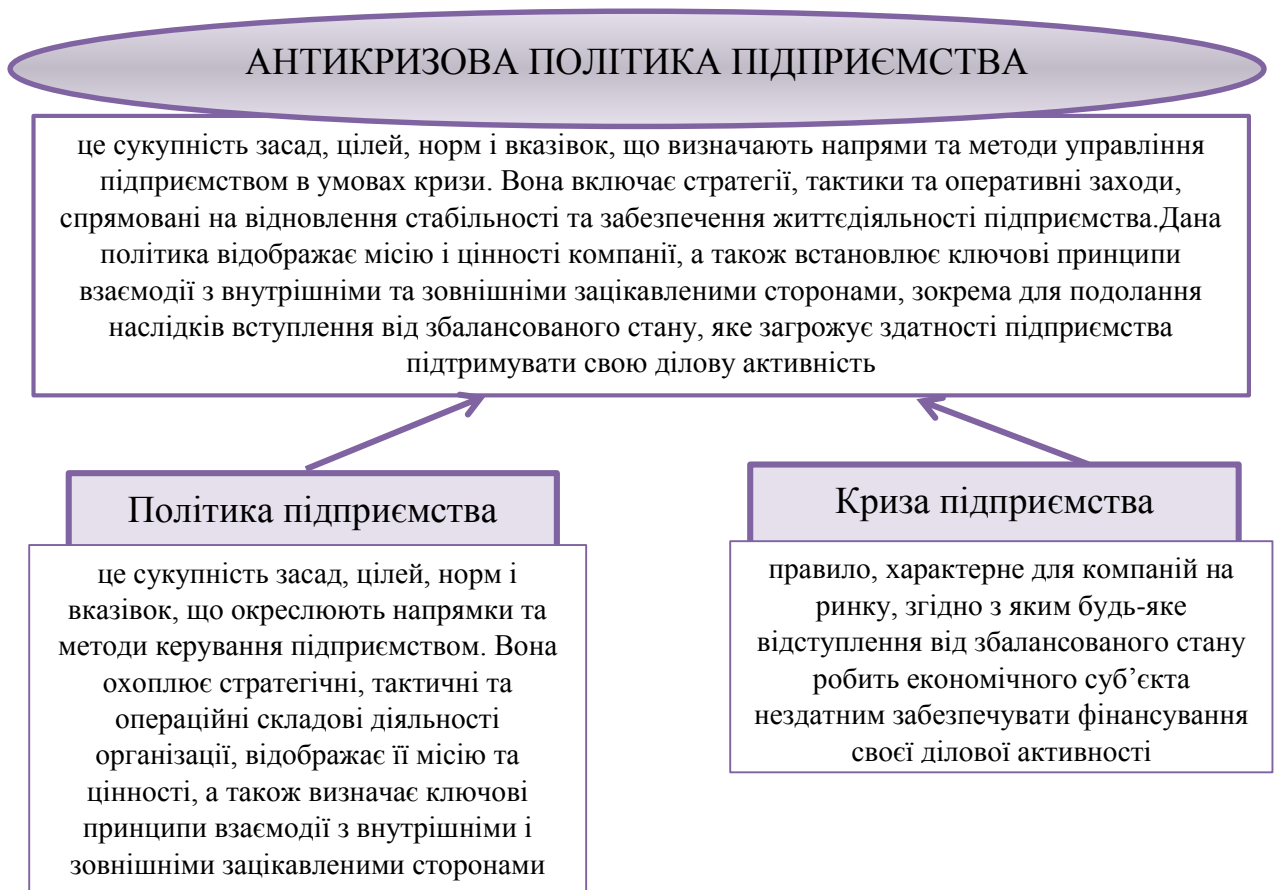 АНТИКРИЗОВА ПОЛІТИКА ПІДПРИЄМСТВА
це сукупність засад, цілей, норм і вказівок, що визначають напрями та методи управління
підприємством в умовах кризи. Вона включає стратегії, тактики та оперативні заходи,
спрямовані на відновлення стабільності та забезпечення життєдіяльності підприємства.Дана
політика відображає місію і цінності компанії, а також встановлює ключові принципи
взаємодії з внутрішніми та зовнішніми зацікавленими сторонами, зокрема для подолання
наслідків вступлення від збалансованого стану, яке загрожує здатності підприємства
підтримувати свою ділову активність
Політика підприємства
це сукупність засад, цілей, норм і
вказівок, що окреслюють напрямки та
методи керування підприємством. Вона
охоплює стратегічні, тактичні та
операційні складові діяльності
організації, відображає її місію та
цінності, а також визначає ключові
принципи взаємодії з внутрішніми і
зовнішніми зацікавленими сторонами
Криза підприємства
правило, характерне для компаній на
ринку, згідно з яким будь-яке
відступлення від збалансованого стану
робить економічного суб’єкта
нездатним забезпечувати фінансування
своєї ділової активності